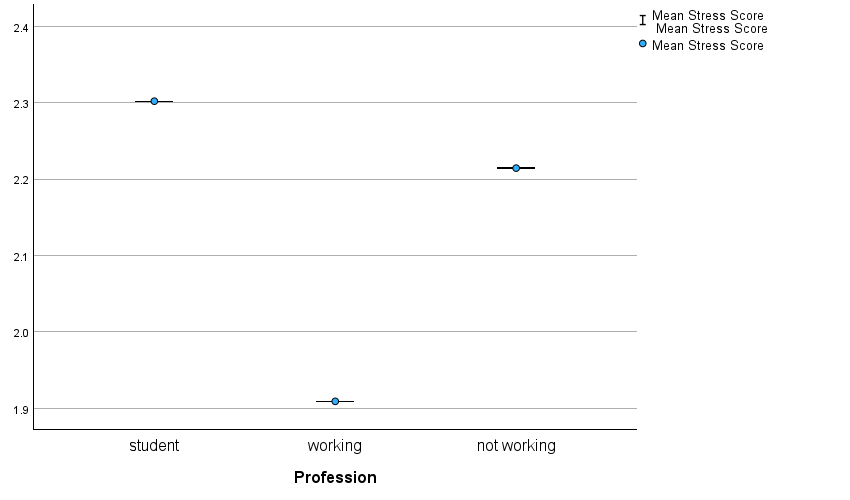 2.4
2.3
2.2
2.1
2.0
1.9
student working not working
Profession
Mean Stress Score
Mean Stress Score
Mean Stress Score